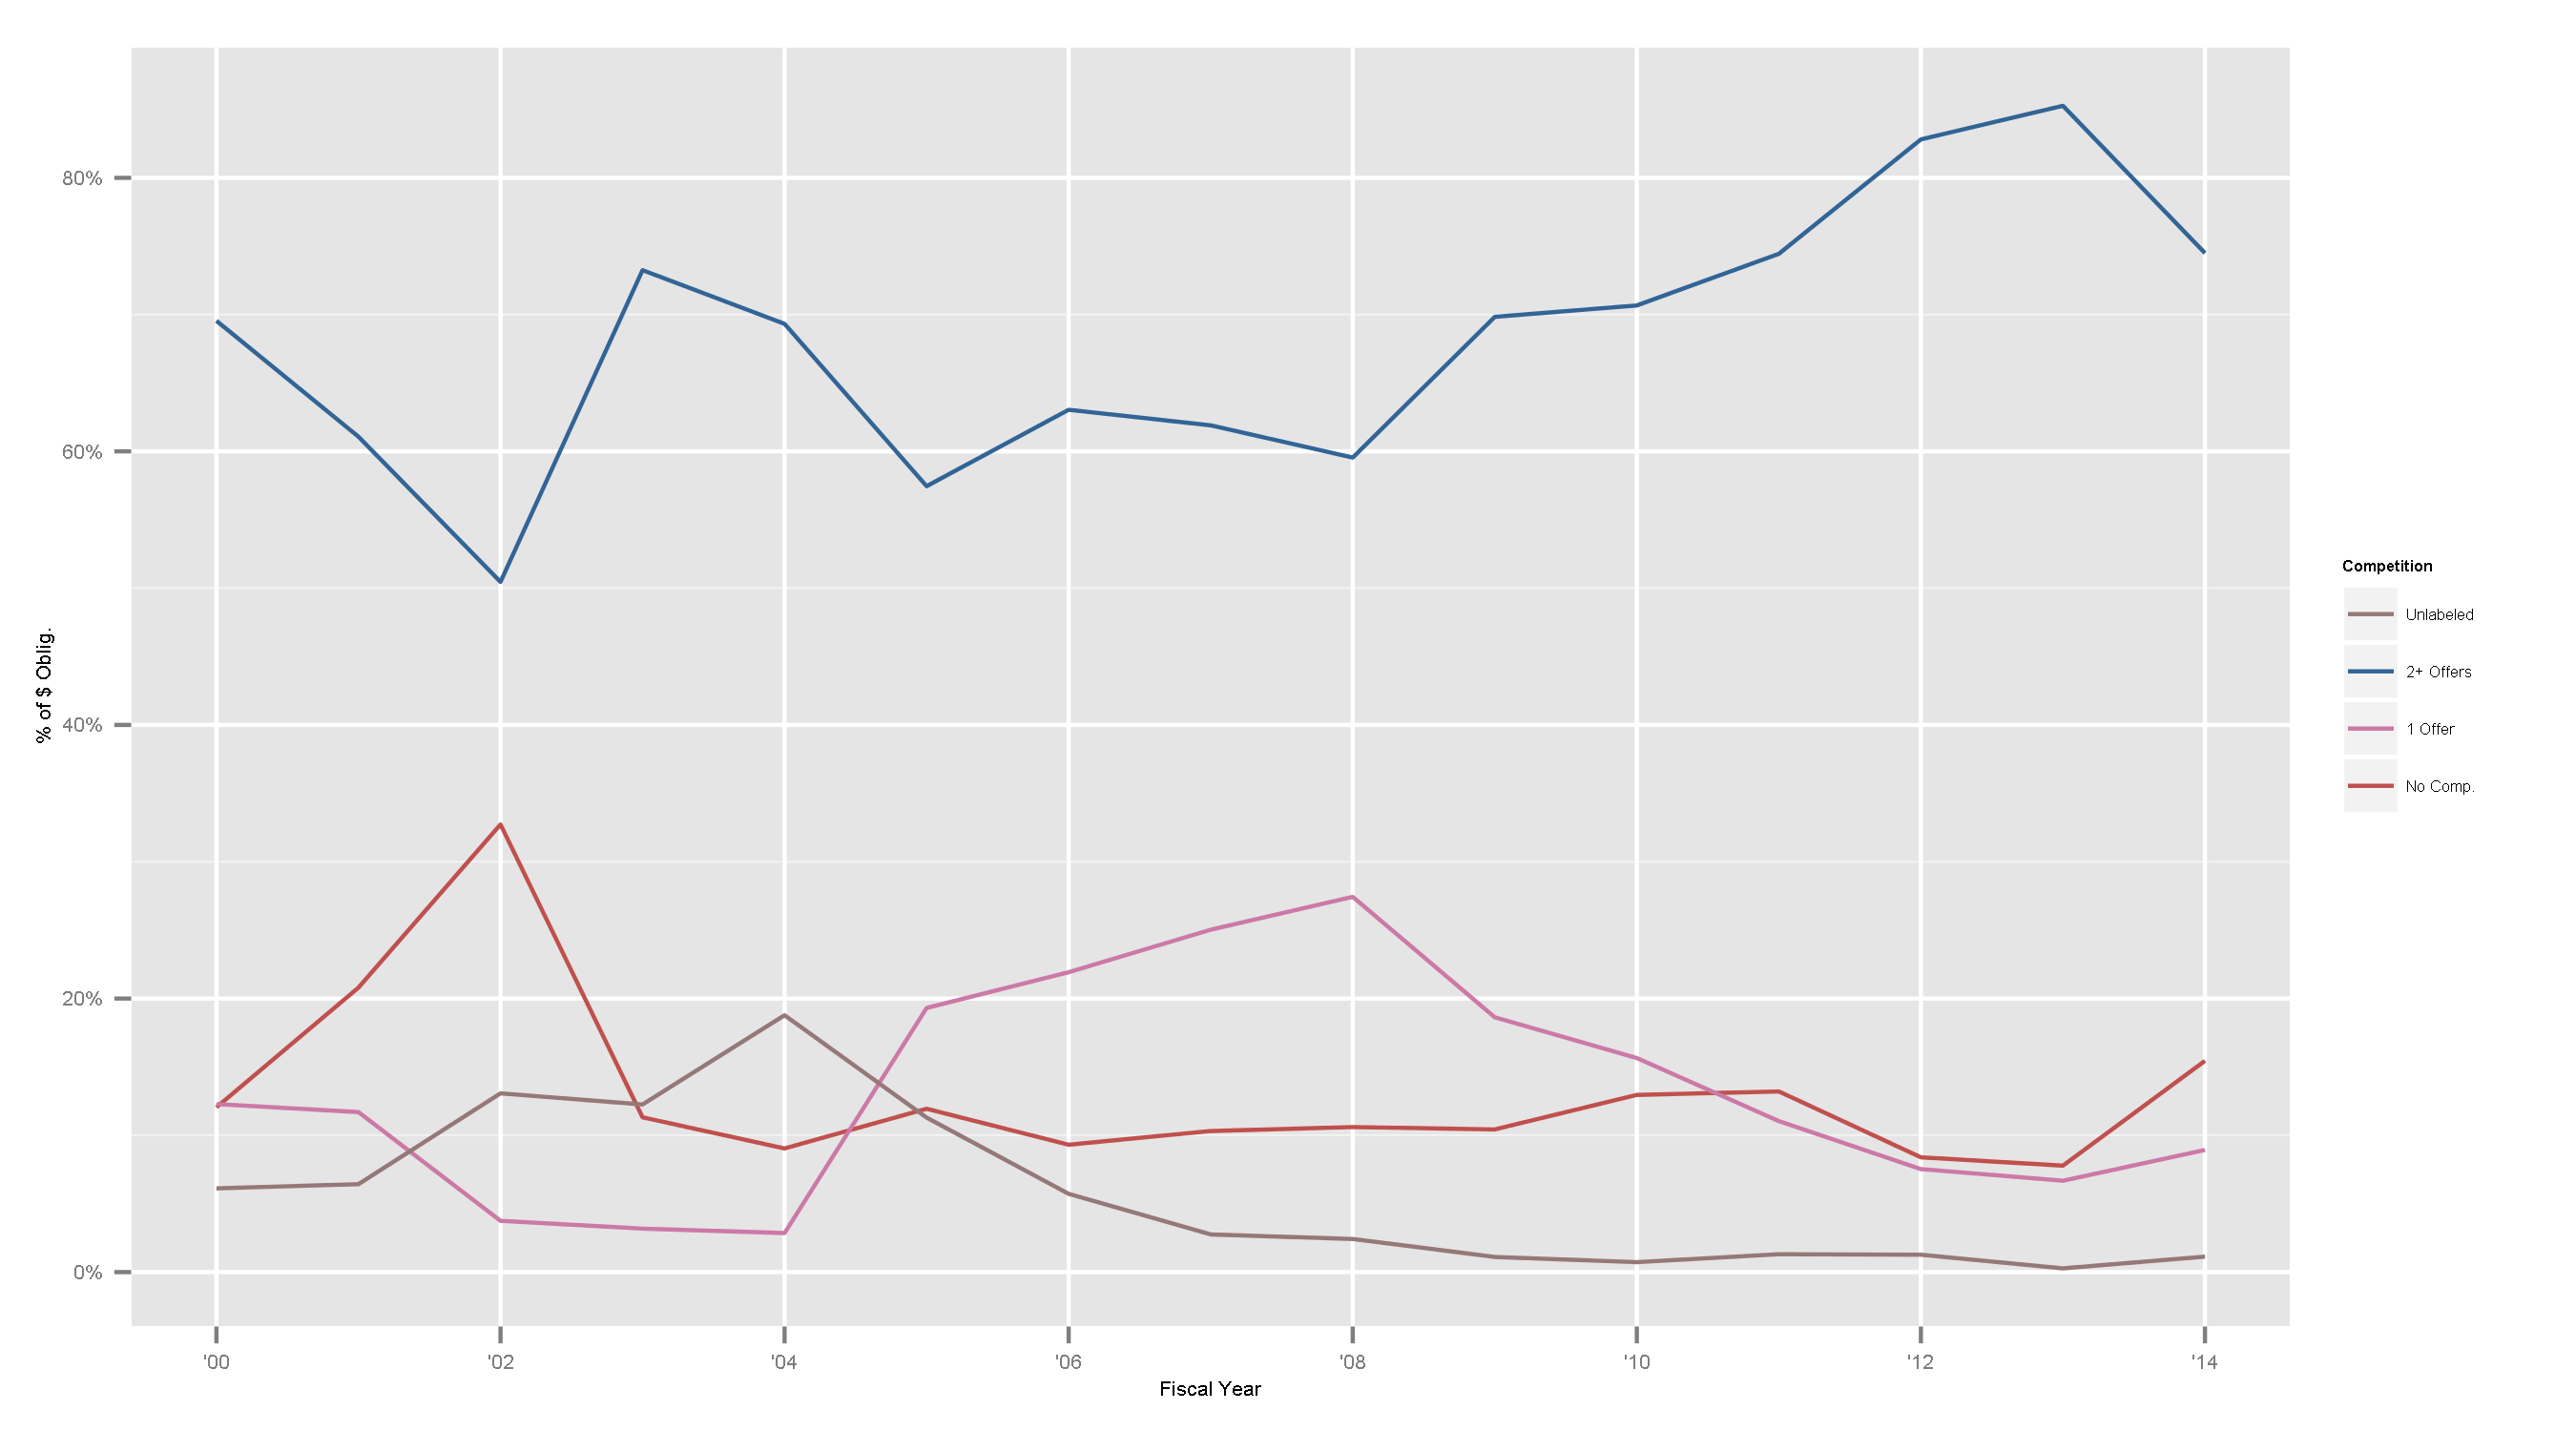 80%
60%
40%
20%
0%
% of $ Oblig.
'00 '02 '04 '06 '08 '10 '12 '14
Fiscal Year
Competition
Unlabeled
2+ Offers
1 Offer
No Comp.